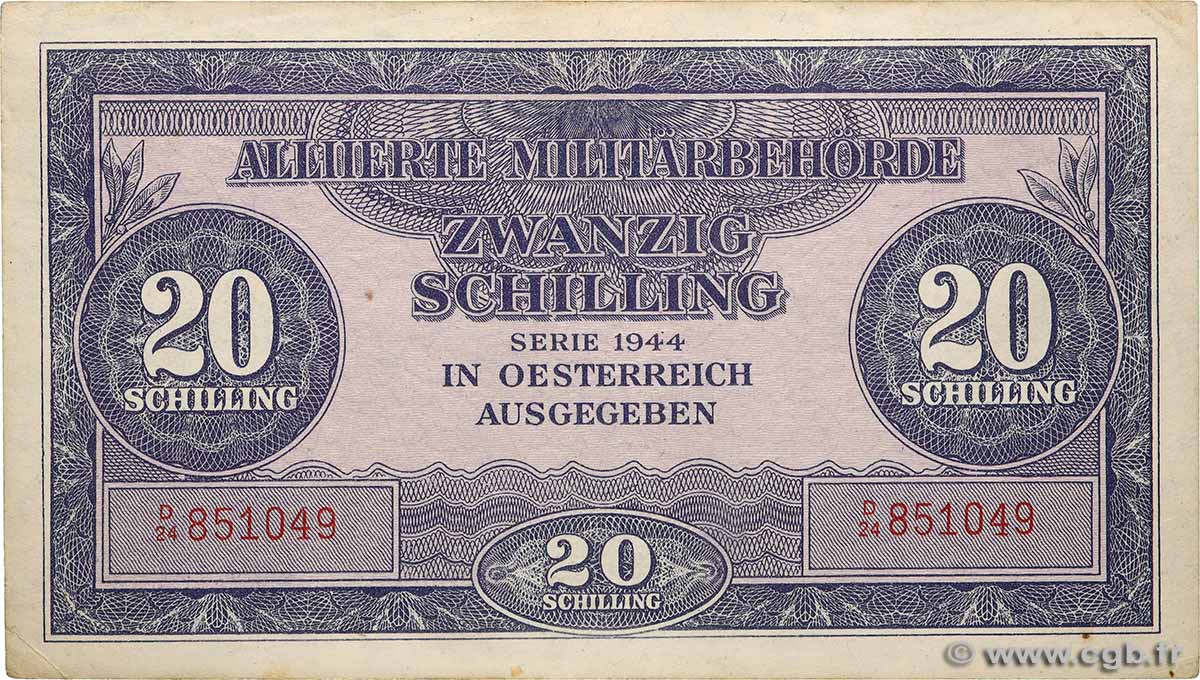 ALLIIERTE MILITÄRBEHÖRDE
ZWANZIG
SCHILLING
SERIE 1944
IN OESTERREICH
AUSGEGEBEN
20
SCHILLING
20
SCHILLING
D/24 851049
D/24 851049
20
SCHILLING
© www.cgb.fr